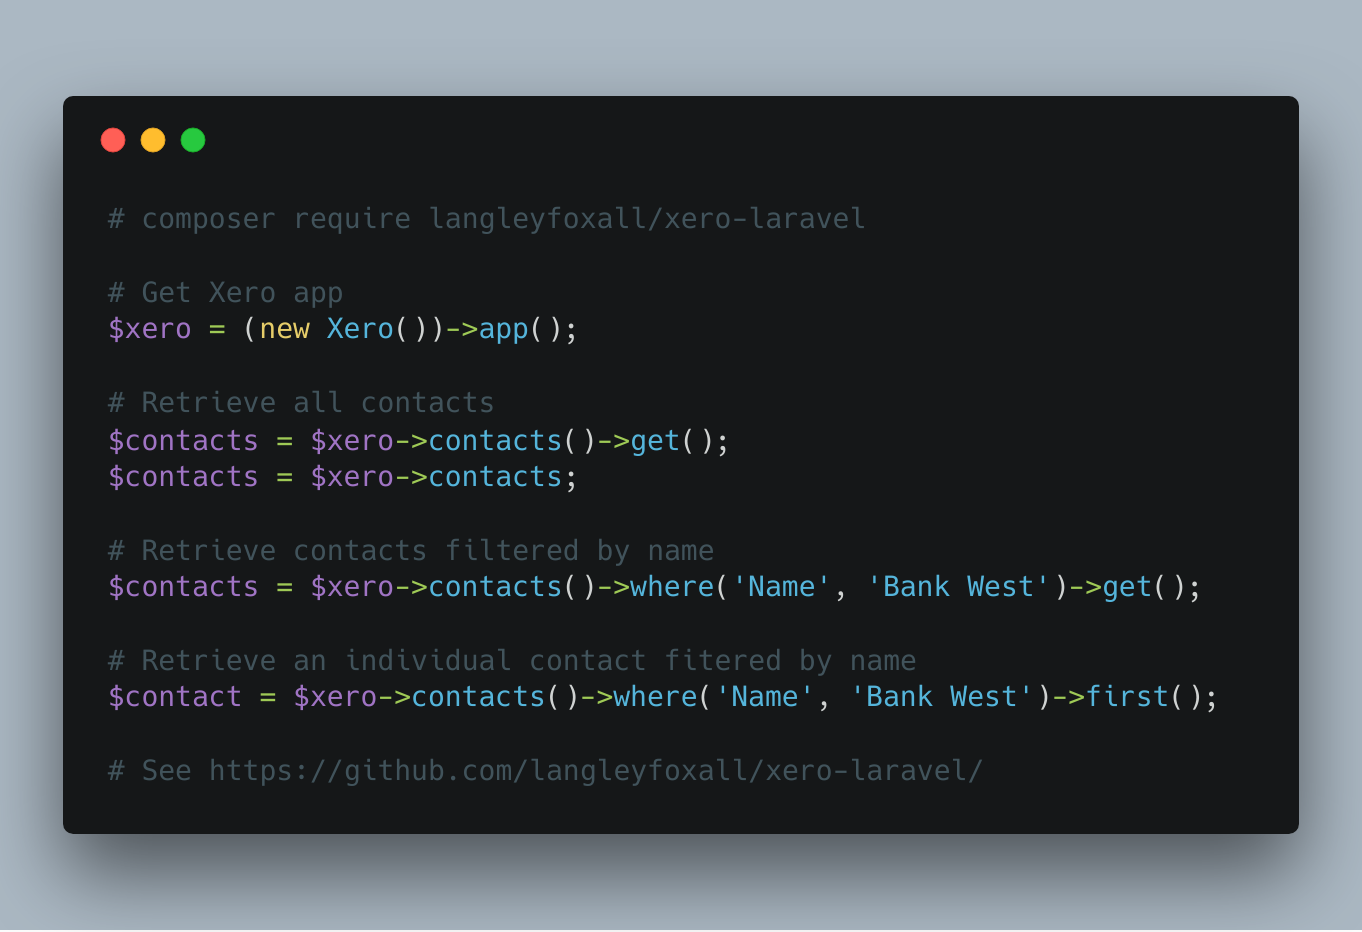 # composer require langleyfoxall/xero-laravel
# Get Xero app
$xero = (new Xero())->app();
# Retrieve all contacts
$contacts = $xero->contacts()->get();
$contacts = $xero->contacts;
# Retrieve contacts filtered by name
$contacts = $xero->contacts()->where('Name', 'Bank West')->get();
# Retrieve an individual contact fitered by name
$contact = $xero->contacts()->where('Name', 'Bank West')->first();
# See https://github.com/langleyfoxall/xero-laravel/